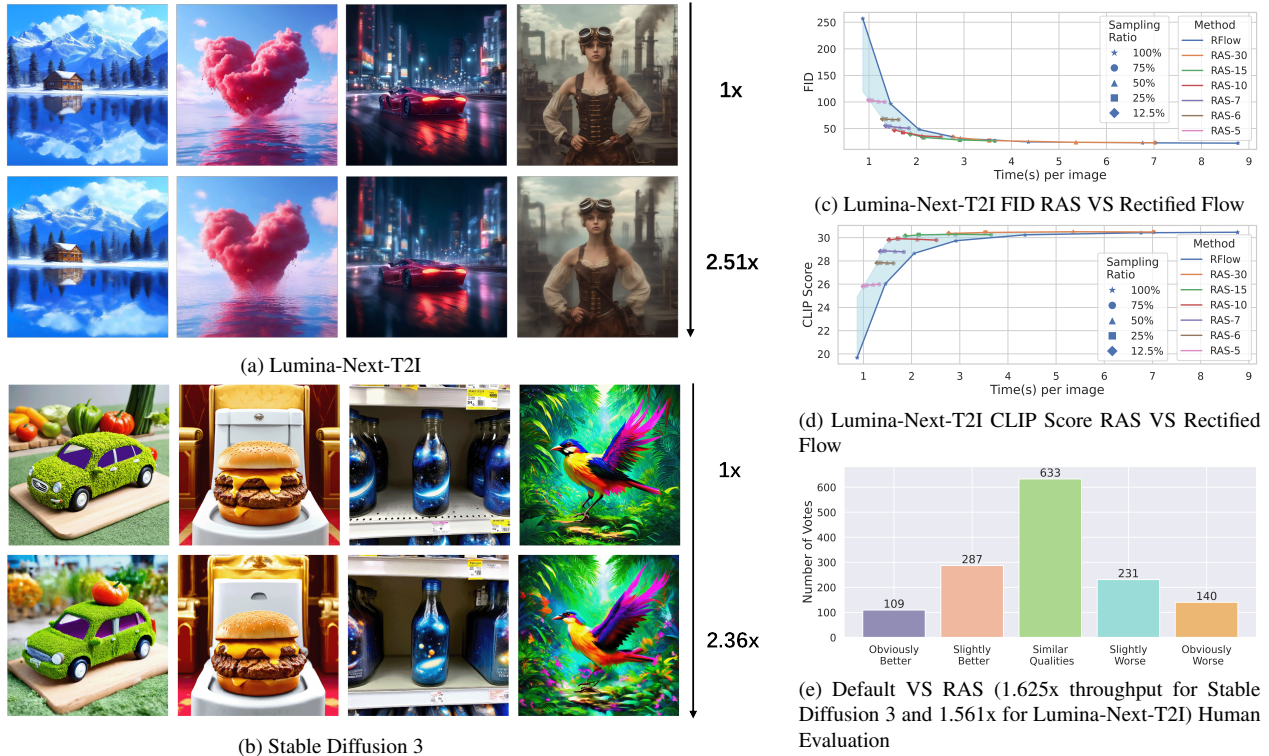 1x
2.51x
(a) Lumina-Next-T2I
1x
2.36x
(b) Stable Diffusion 3
250
200
150
100
50
FID
1 2 3 4 5 6 7 8 9
Time(s) per image
Sampling
Ratio
100%
75%
50%
25%
12.5%
Method
RFlow
RAS-30
RAS-15
RAS-10
RAS-7
RAS-6
RAS-5
(c) Lumina-Next-T2I FID RAS VS Rectified Flow
30
28
26
24
22
20
CLIP Score
1 2 3 4 5 6 7 8 9
Time(s) per image
Sampling
Ratio
100%
75%
50%
25%
12.5%
Method
RFlow
RAS-30
RAS-15
RAS-10
RAS-7
RAS-6
RAS-5
(d) Lumina-Next-T2I CLIP Score RAS VS Rectified
Flow
600
500
400
300
200
100
0
Number of Votes
109
287
633
231
140
Obviously
Better
Slightly
Better
Similar
Qualities
Slightly
Worse
Obviously
Worse
(e) Default VS RAS (1.625x throughput for Stable
Diffusion 3 and 1.561x for Lumina-Next-T2I) Human
Evaluation